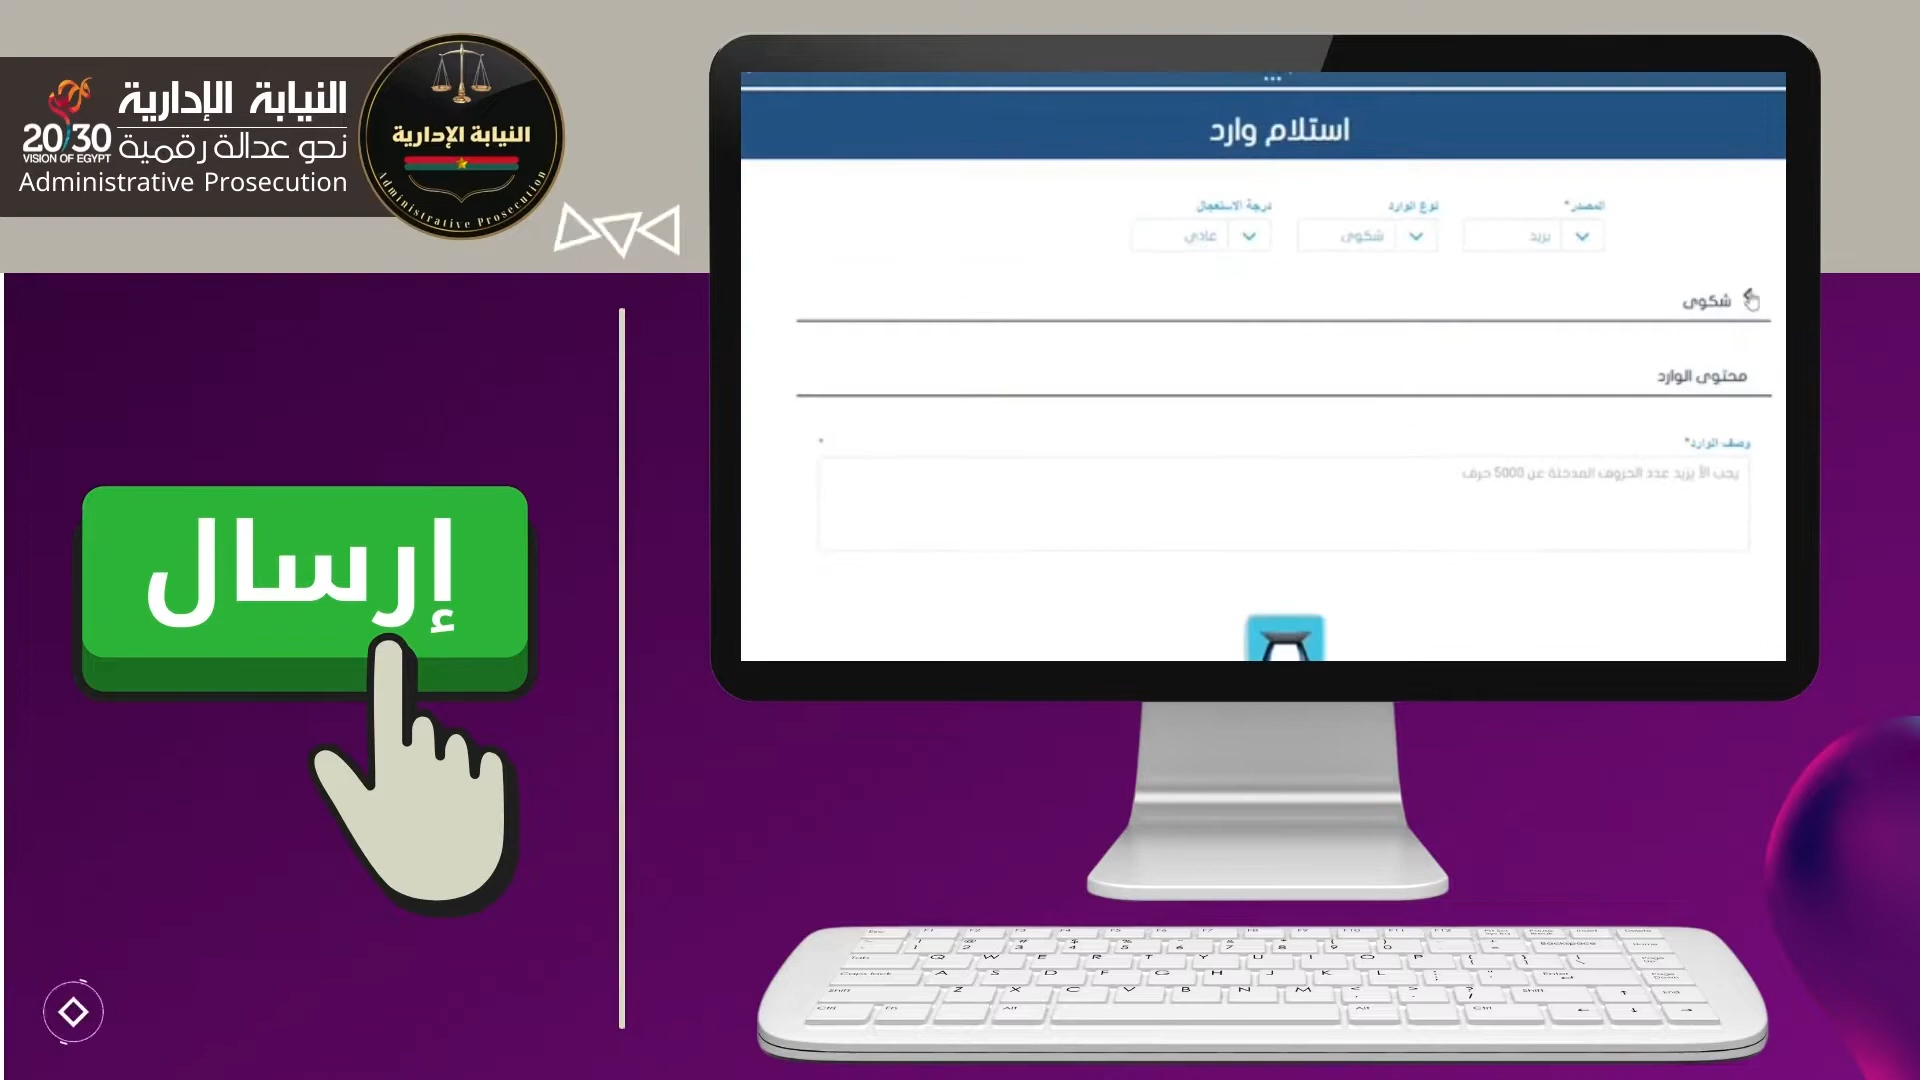 النيابة الإدارية
نحو عدالة رقمية
2030
VISION OF EGYPT
Administrative Prosecution
النيابة الإدارية
Administrative Prosecution
استلام وارد
المصدر*
نوع الوارد
درجة الاستعجال
بريد
شكوى
عادي
شكوى
محتوى الوارد
وصف الوارد*
يجب ألا يزيد عدد الحروف المدخلة عن 5000 حرف
إرسال
Q W E R T Y U I O P
A S D F G H J K L
Z X C V B N M